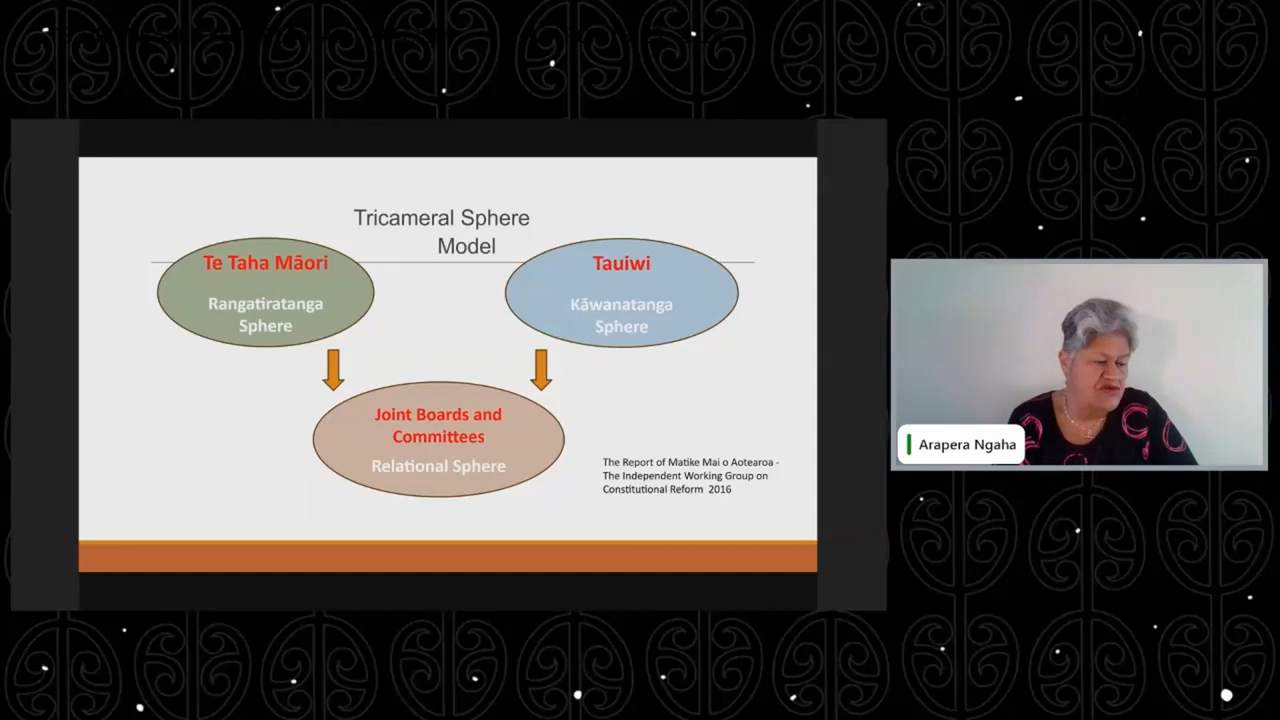 Tricameral Sphere
Model
Te Taha Māori
Rangatiratanga
Sphere
Tauiwi
Kāwanatanga
Sphere
Joint Boards and
Committees
Relational Sphere
The Report of Matike Mai o Aotearoa -
The Independent Working Group on
Constitutional Reform 2016
Arapera Ngaha